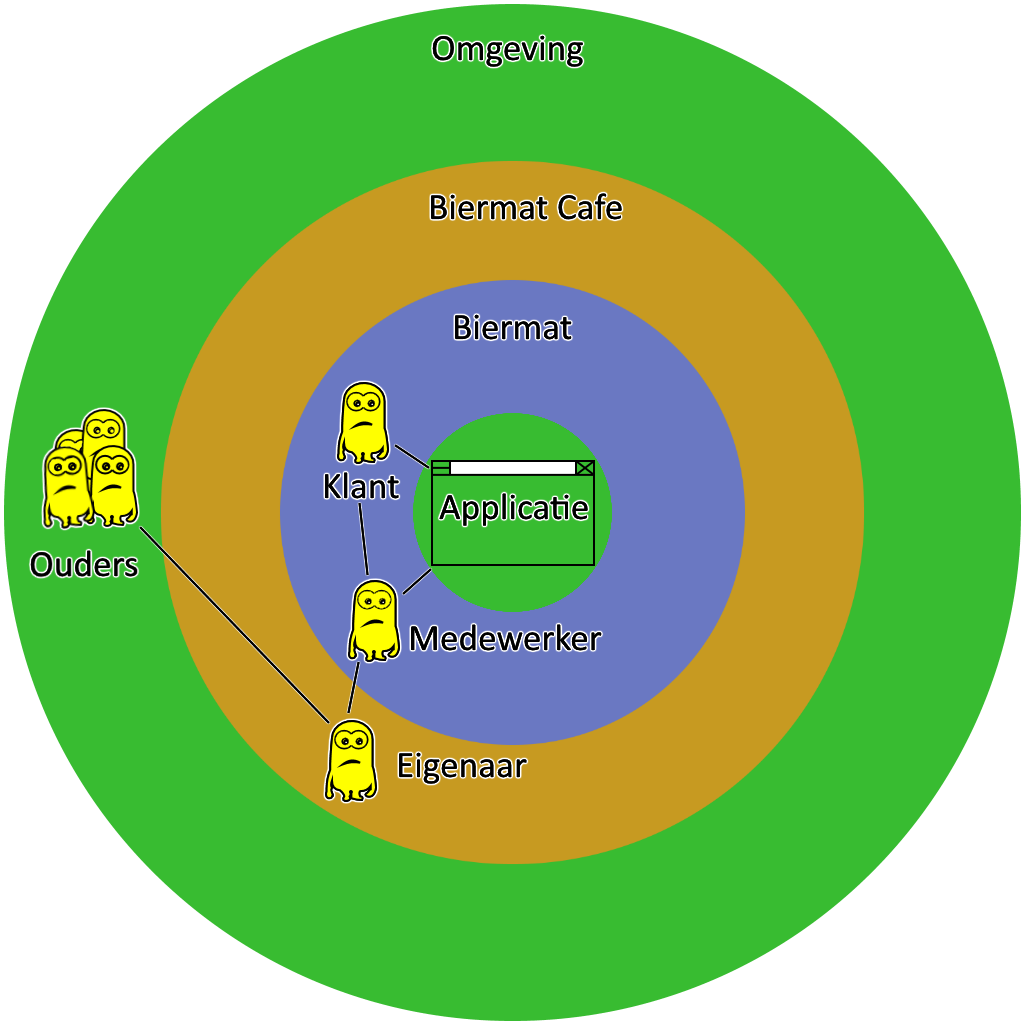 Omgeving
Biermat Cafe
Biermat
Klant
Applicatie
Ouders
Medewerker
Eigenaar